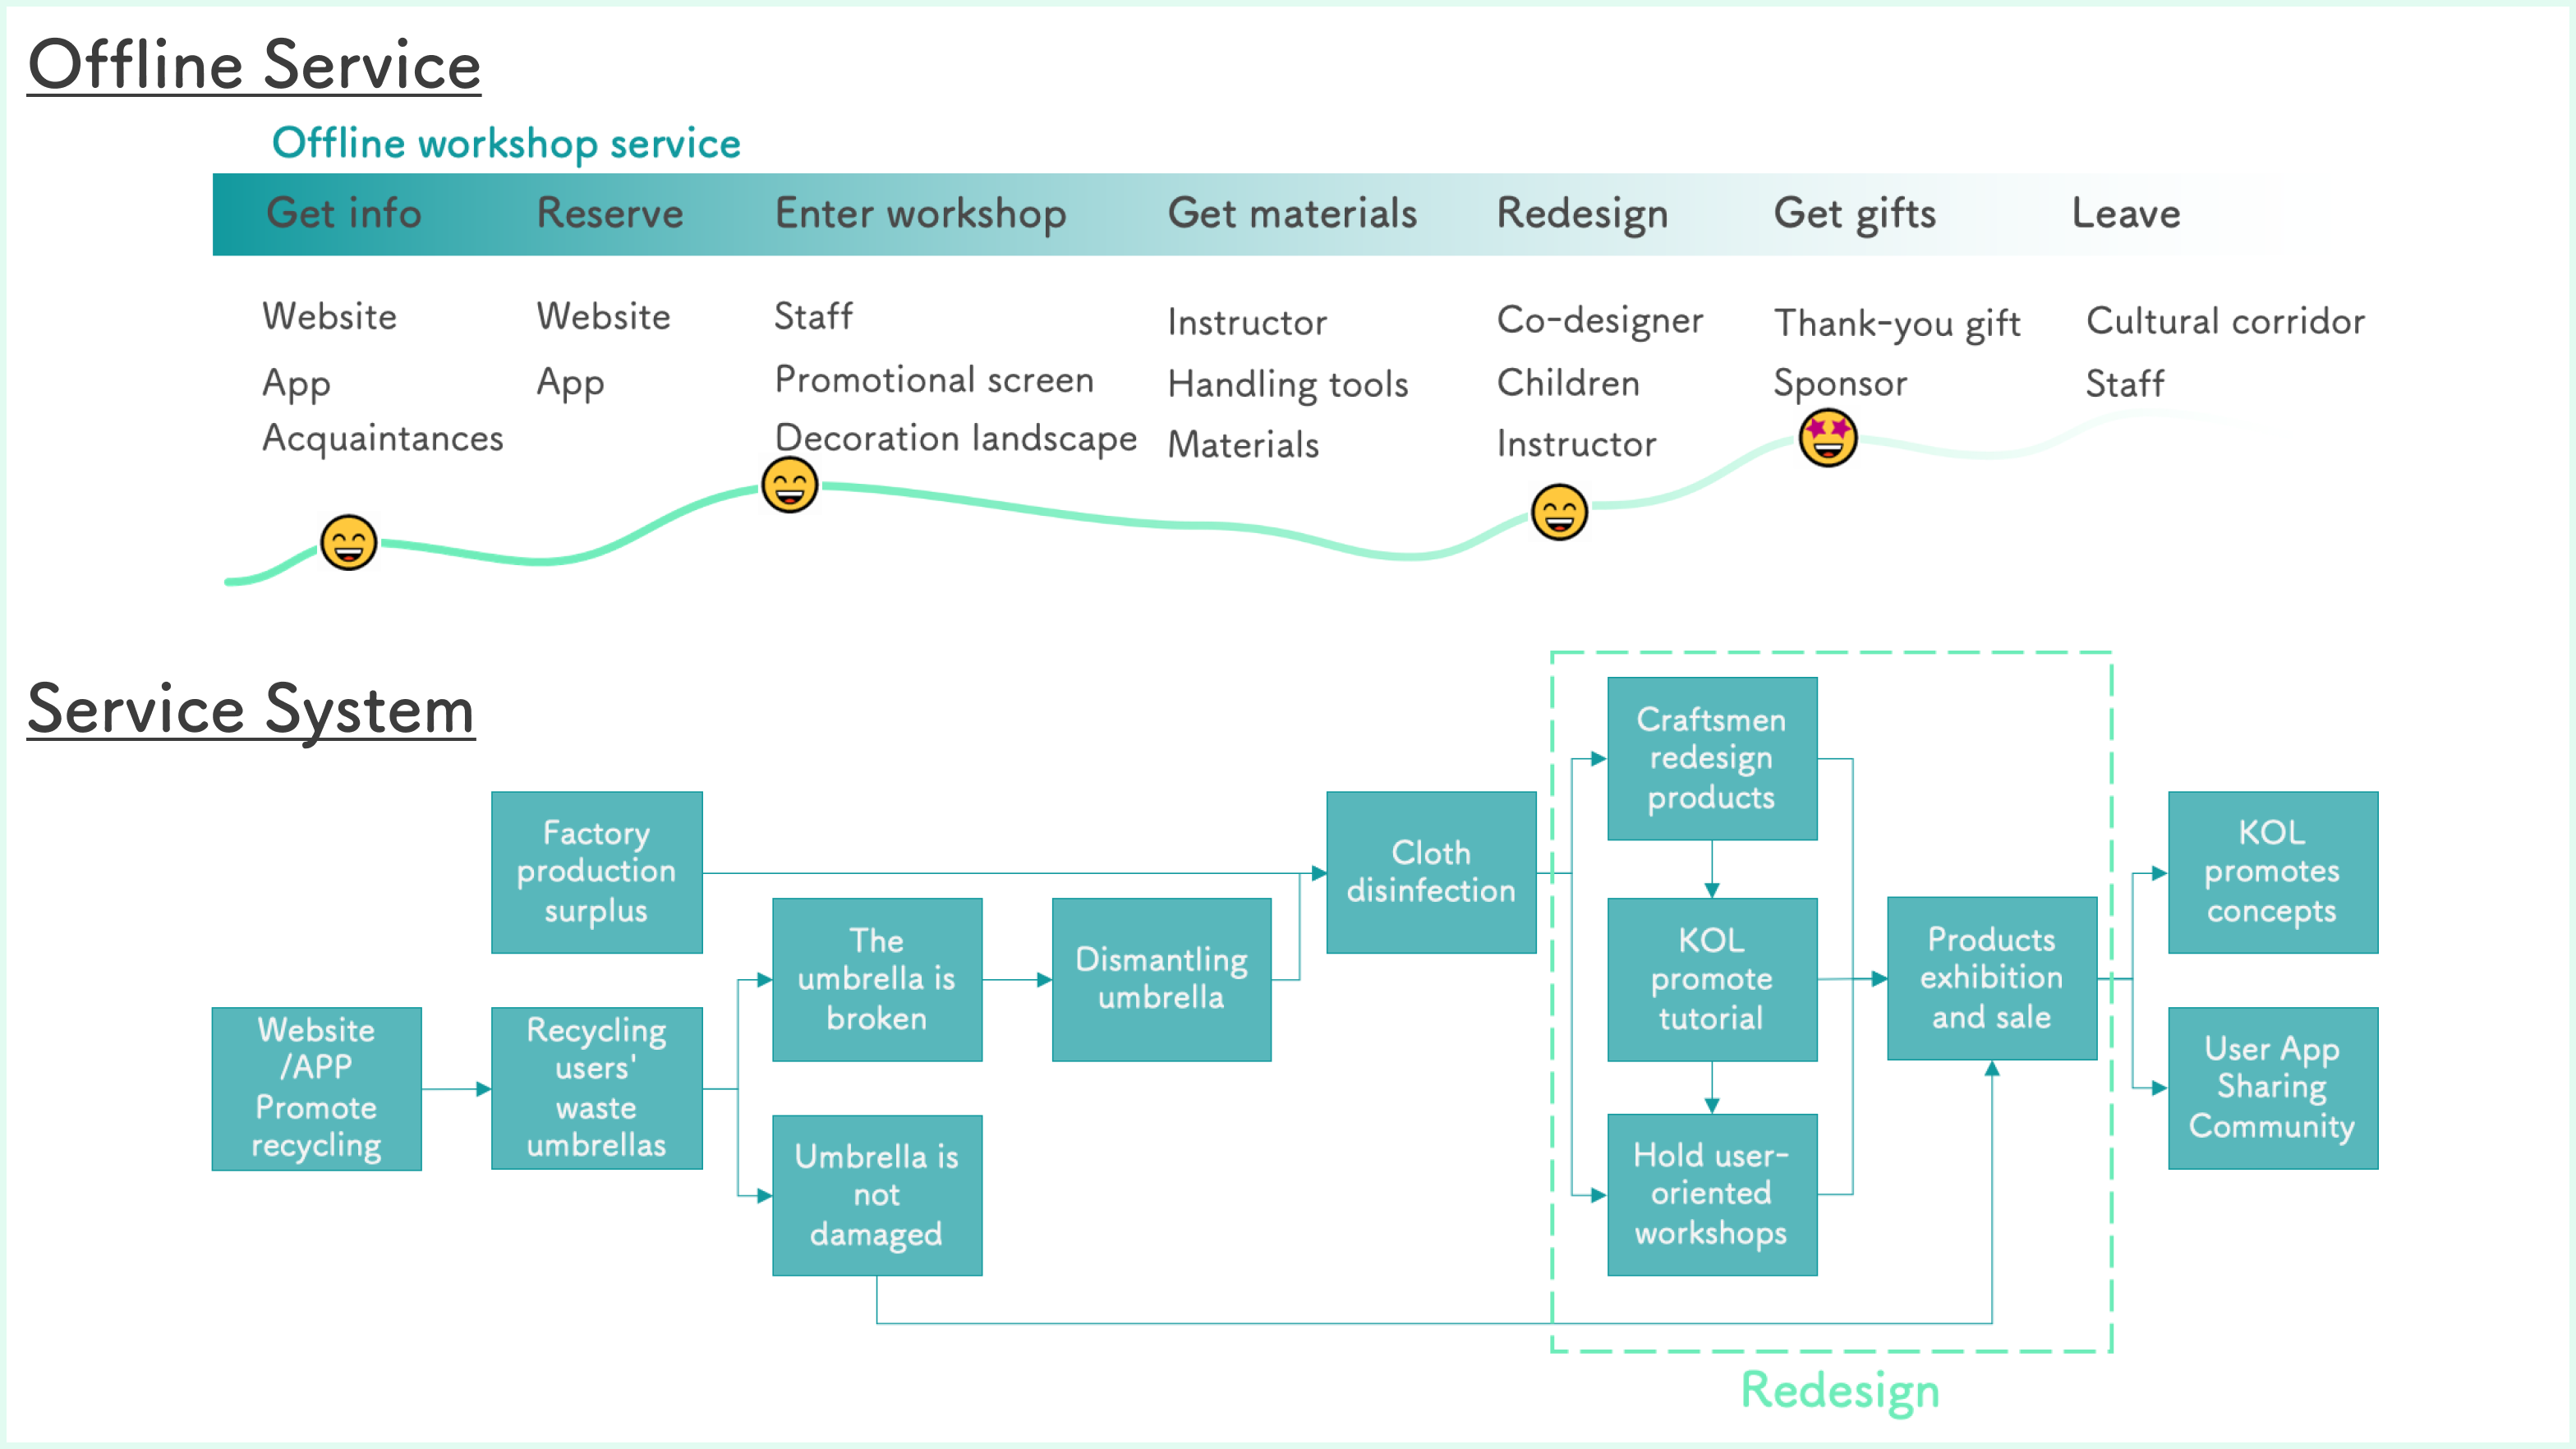 Offline Service
Offline workshop service
Get info
Reserve
Enter workshop
Get materials
Redesign
Get gifts
Leave
Website
App
Acquaintances
Website
App
Staff
Promotional screen
Decoration landscape
Instructor
Handling tools
Materials
Co-designer
Children
Instructor
Thank-you gift
Sponsor
Cultural corridor
Staff
Service System
Website
/APP
Promote
recycling
Factory
production
surplus
Recycling
users'
waste
umbrellas
The
umbrella is
broken
Umbrella is
not
damaged
Dismantling
umbrella
Cloth
disinfection
Craftsmen
redesign
products
KOL
promote
tutorial
Hold user-
oriented
workshops
Products
exhibition
and sale
KOL
promotes
concepts
User App
Sharing
Community
Redesign